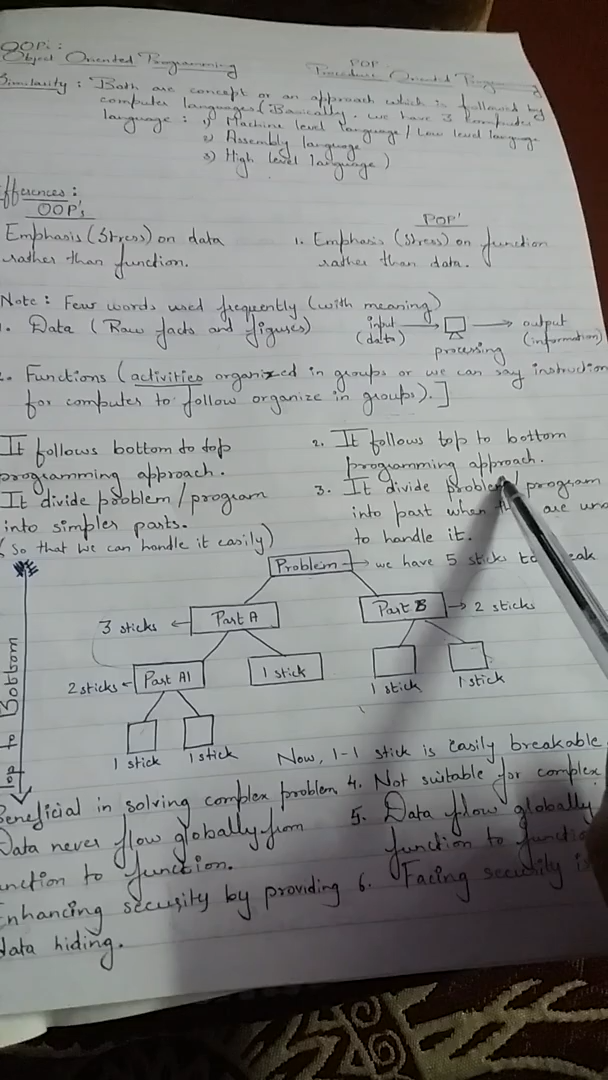 OOPs:
Object Oriented Programming
POP
Procedure Oriented Programming
Similarity: Both are concept or an approach which is followed by
computer languages (Basically, we have 3 computer
language: 1) Machine level language / Low level language
2) Assembly language
3) High level language)
fferences:
OOP's
POP'
Emphasis (Stress) on data
rather than function.
1. Emphasis (Stress) on function
rather than data.
Note: Few words used frequently (with meaning)
1. Data (Raw facts and figures)
input (data) → → output (information)
processing
2. Functions (activities organized in groups or we can say instruction
for computer to follow organize in groups).]
It follows bottom to top
programming approach.
2. It follows top to bottom
programming approach.
It divide problem/program
into simpler parts.
(So that we can handle it easily)
3. It divide problem/program
into part when are
to handle it.
Problem → we have 5 sticks to
3 sticks ← Part A
Part B → 2 sticks
2 sticks ← Part A1
1 stick
1 stick
1 stick
1 stick
1 stick
Top to Bottom
Now, 1-1 stick is easily breakable
Beneficial in solving complex problem
4. Not suitable for complex
Data never flow globally from
unction to function.
5. Data flow globally
function to
Enhancing security by providing
data hiding.
6. Facing security